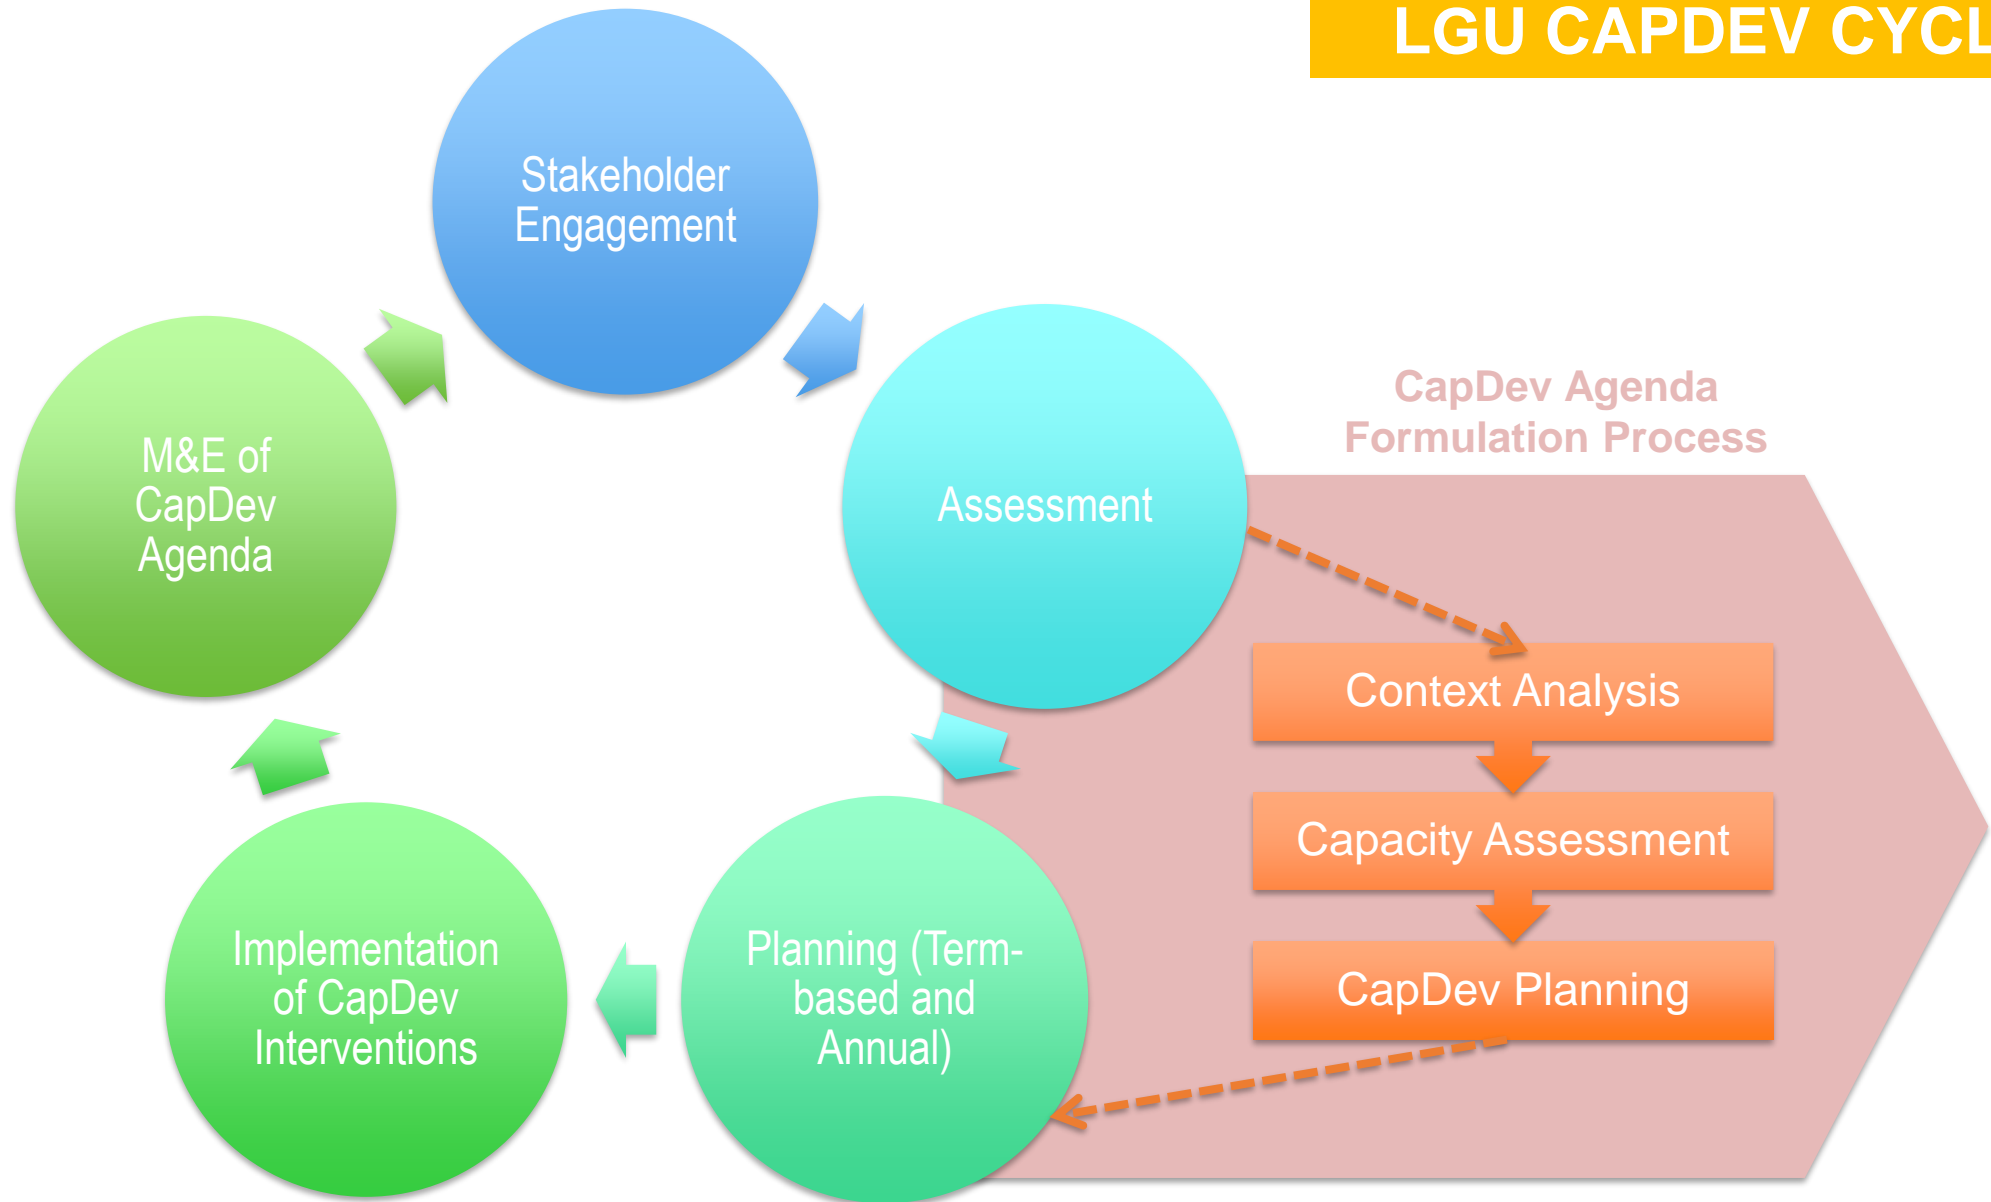 LGU CAPDEV CYCL
Stakeholder
Engagement
Assessment
CapDev Agenda
Formulation Process
M&E of
CapDev
Agenda
Context Analysis
Capacity Assessment
CapDev Planning
Planning (Term-
based and
Annual)
Implementation
of CapDev
Interventions